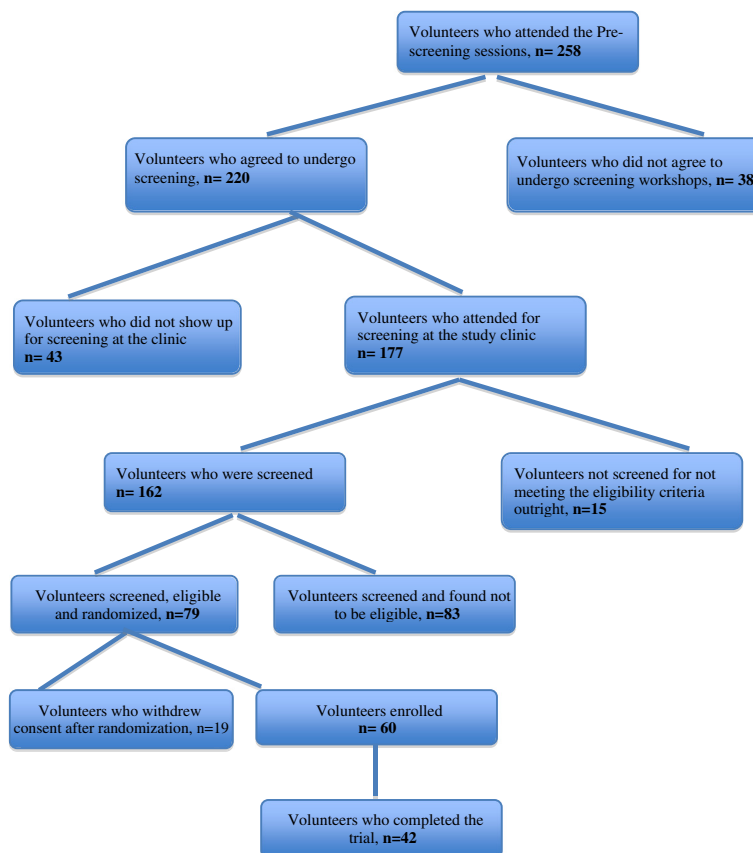 Volunteers who attended the Pre-
screening sessions, n= 258
Volunteers who agreed to undergo
screening, n= 220
Volunteers who did not agree to
undergo screening workshops, n= 38
Volunteers who did not show up
for screening at the clinic
n= 43
Volunteers who attended for
screening at the study clinic
n= 177
Volunteers who were screened
n= 162
Volunteers not screened for not
meeting the eligibility criteria
outright, n=15
Volunteers screened, eligible
and randomized, n=79
Volunteers screened and found not
to be eligible, n=83
Volunteers who withdrew
consent after randomization, n=19
Volunteers enrolled
n= 60
Volunteers who completed the
trial, n=42